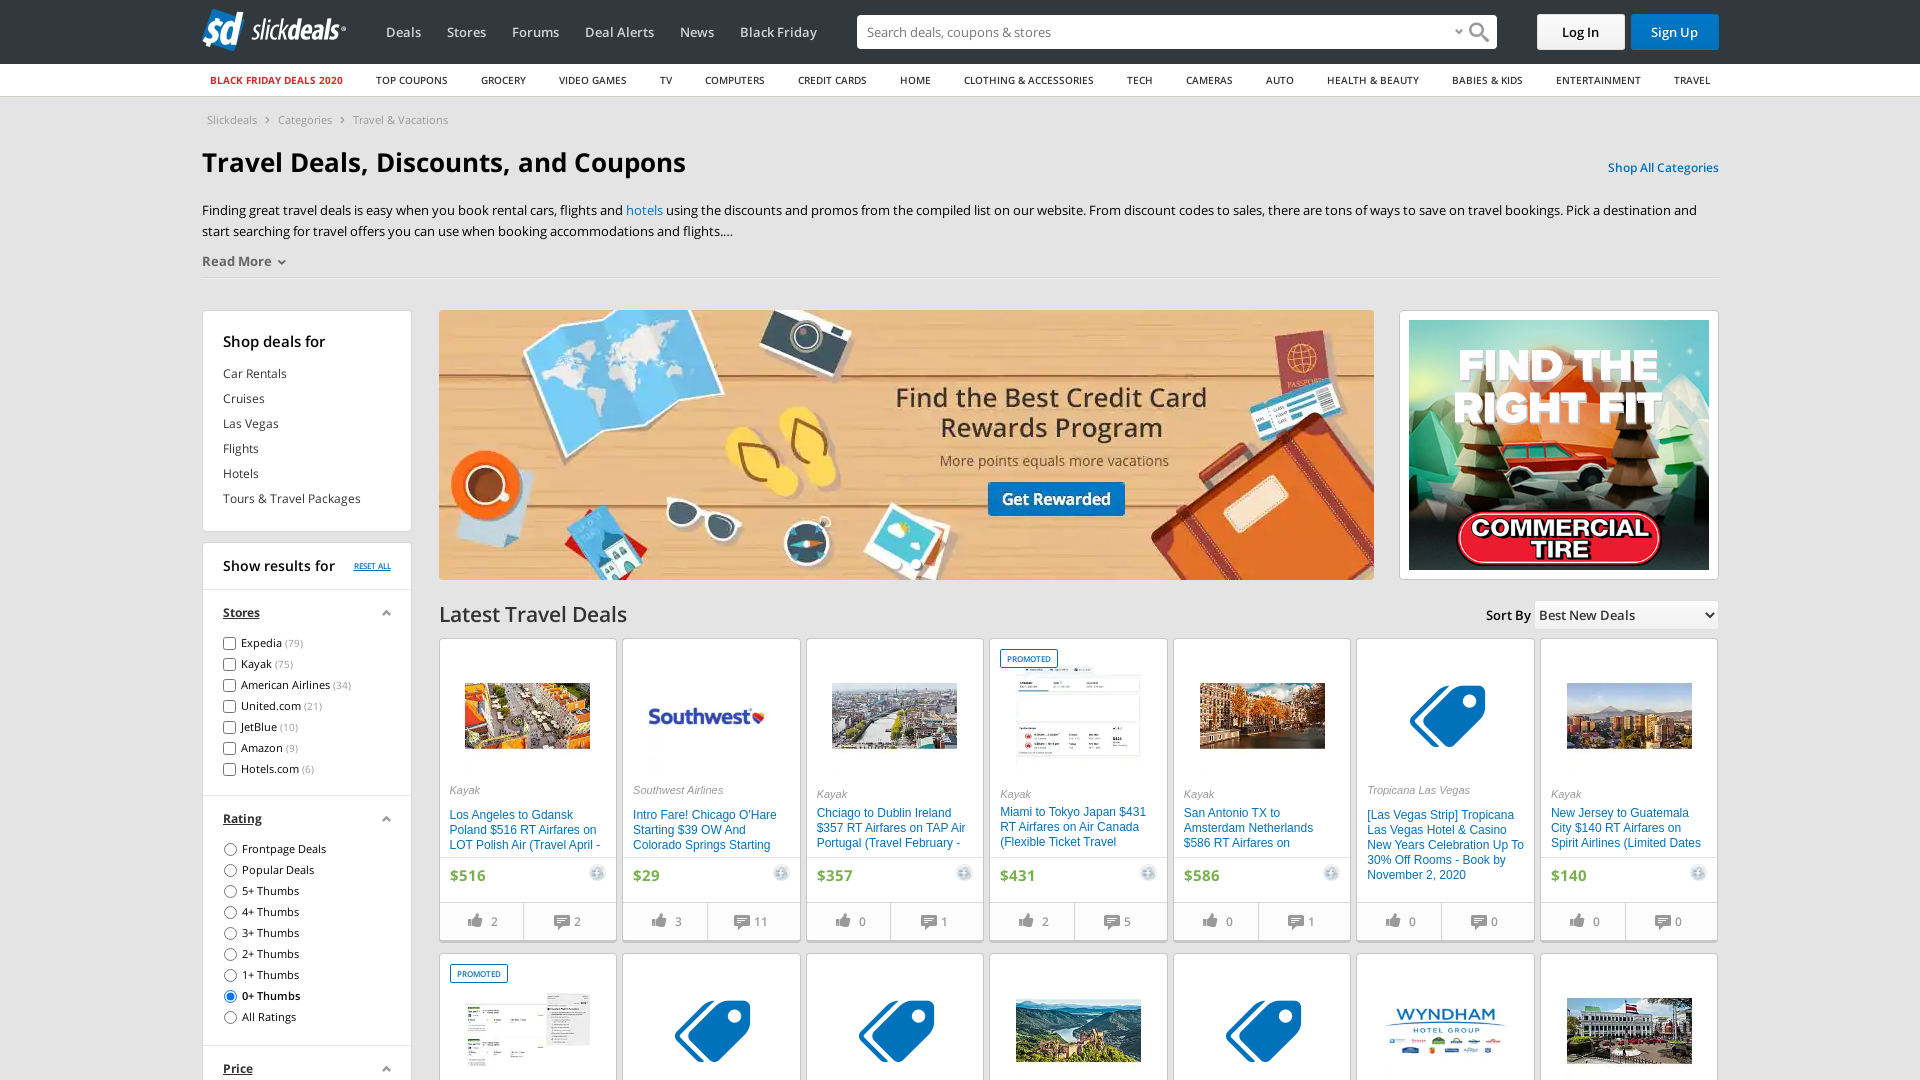 slickdeals
Deals
Stores
Forums
Deal Alerts
News
Black Friday
Search deals, coupons & stores
Log In
Sign Up
BLACK FRIDAY DEALS 2020
TOP COUPONS
GROCERY
VIDEO GAMES
TV
COMPUTERS
CREDIT CARDS
HOME
CLOTHING & ACCESSORIES
TECH
CAMERAS
AUTO
HEALTH & BEAUTY
BABIES & KIDS
ENTERTAINMENT
TRAVEL
Slickdeals > Categories > Travel & Vacations
Travel Deals, Discounts, and Coupons
Shop All Categories
Finding great travel deals is easy when you book rental cars, flights and hotels using the discounts and promos from the compiled list on our website. From discount codes to sales, there are tons of ways to save on travel bookings. Pick a destination and
start searching for travel offers you can use when booking accommodations and flights.…
Read More
Shop deals for
Car Rentals
Cruises
Las Vegas
Flights
Hotels
Tours & Travel Packages
Find the Best Credit Card
Rewards Program
More points equals more vacations
Get Rewarded
PASSPORT
FIND THE
RIGHT FIT
COMMERCIAL
TIRE
Show results for
RESET ALL
Stores
Expedia (79)
Kayak (75)
American Airlines (34)
United.com (21)
JetBlue (10)
Amazon (9)
Hotels.com (6)
Rating
Frontpage Deals
Popular Deals
5+ Thumbs
4+ Thumbs
3+ Thumbs
2+ Thumbs
1+ Thumbs
0+ Thumbs
All Ratings
Price
Latest Travel Deals
Sort By
Best New Deals
Kayak
Los Angeles to Gdansk
Poland $516 RT Airfares on
LOT Polish Air (Travel April -
$516
2
2
Southwest
Southwest Airlines
Intro Fare! Chicago O'Hare
Starting $39 OW And
Colorado Springs Starting
$29
3
11
Kayak
Chciago to Dublin Ireland
$357 RT Airfares on TAP Air
Portugal (Travel February -
$357
0
1
PROMOTED
Kayak
Miami to Tokyo Japan $431
RT Airfares on Air Canada
(Flexible Ticket Travel
$431
2
5
Kayak
San Antonio TX to
Amsterdam Netherlands
$586 RT Airfares on
$586
0
1
Tropicana Las Vegas
[Las Vegas Strip] Tropicana
Las Vegas Hotel & Casino
New Years Celebration Up To
30% Off Rooms - Book by
November 2, 2020
0
0
Kayak
New Jersey to Guatemala
City $140 RT Airfares on
Spirit Airlines (Limited Dates
$140
0
0
PROMOTED
WYNDHAM
HOTEL GROUP